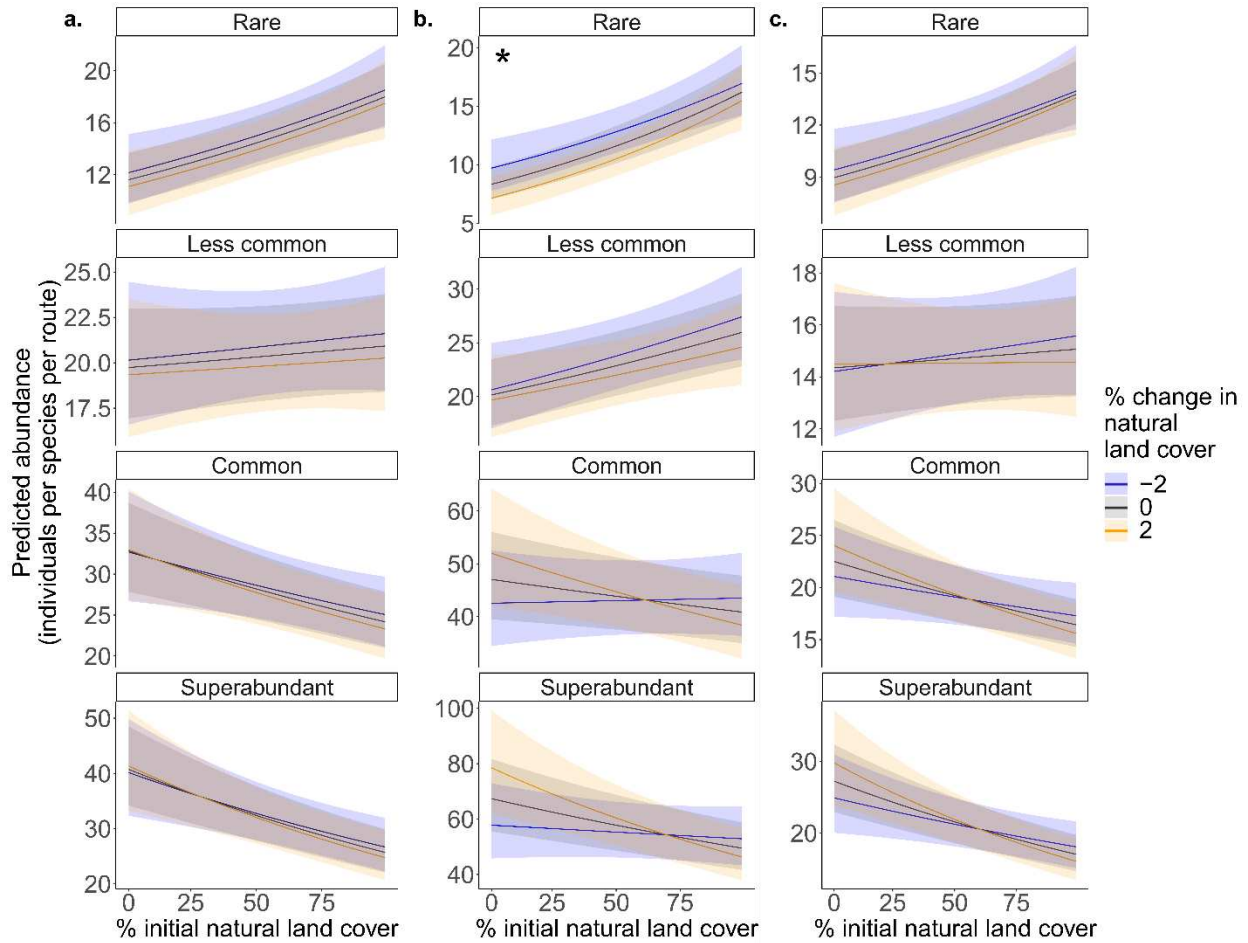 a.
Rare
20
16
12
Less common
25.0
22.5
20.0
17.5
Common
40
35
30
25
20
Superabundant
50
40
30
20
0
25
50
75
% initial natural land cover
b.
Rare
*
20
15
10
5
Less common
30
25
20
Common
60
50
40
Superabundant
100
80
60
40
0
25
50
75
% initial natural land cover
c.
Rare
15
12
9
Less common
18
16
14
12
Common
30
25
20
15
Superabundant
30
20
0
25
50
75
% initial natural land cover
Predicted abundance
(individuals per species per route)
% change in
natural
land cover
−2
0
2